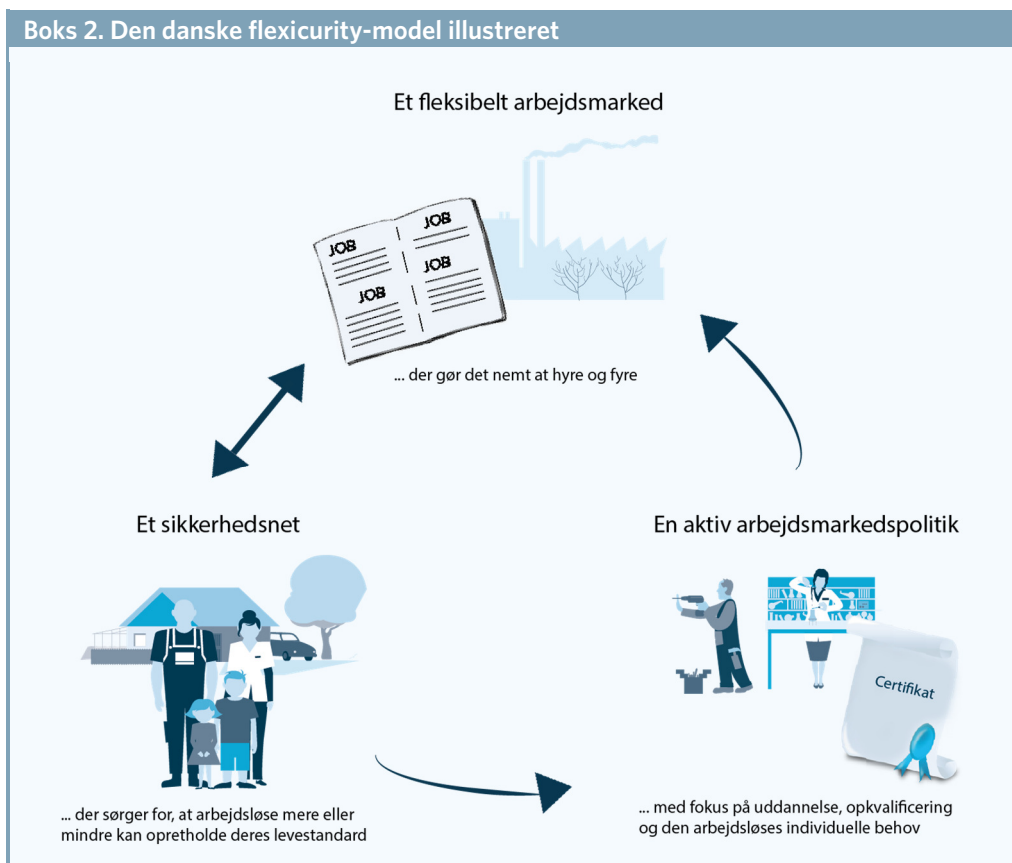 Boks 2. Den danske flexicurity-model illustreret
Et fleksibelt arbejdsmarked
JOB
JOB
JOB
JOB
... der gør det nemt at hyre og fyre
Et sikkerhedsnet
... der sørger for, at arbejdsløse mere eller
mindre kan opretholde deres levestandard
En aktiv arbejdsmarkedspolitik
Certifikat
... med fokus på uddannelse, opkvalificering
og den arbejdsløses individuelle behov